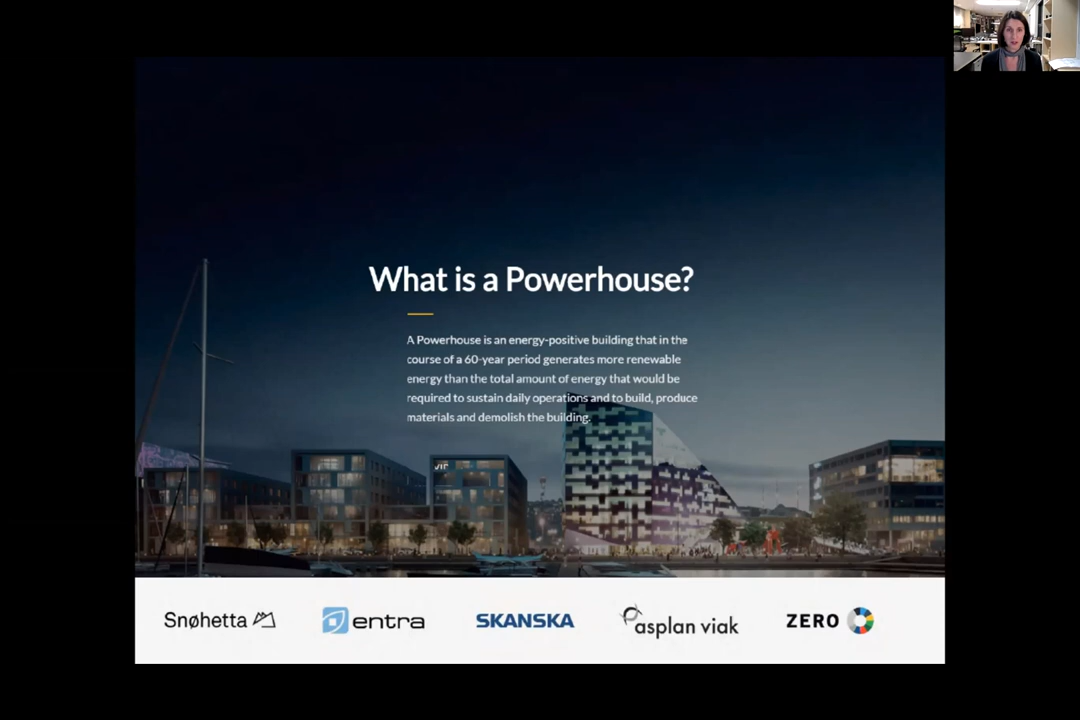 What is a Powerhouse?
A Powerhouse is an energy-positive building that in the
course of a 60-year period generates more renewable
energy than the total amount of energy that would be
required to sustain daily operations and to build, produce
materials and demolish the building.
Snøhetta
entra
SKANSKA
asplan viak
ZERO